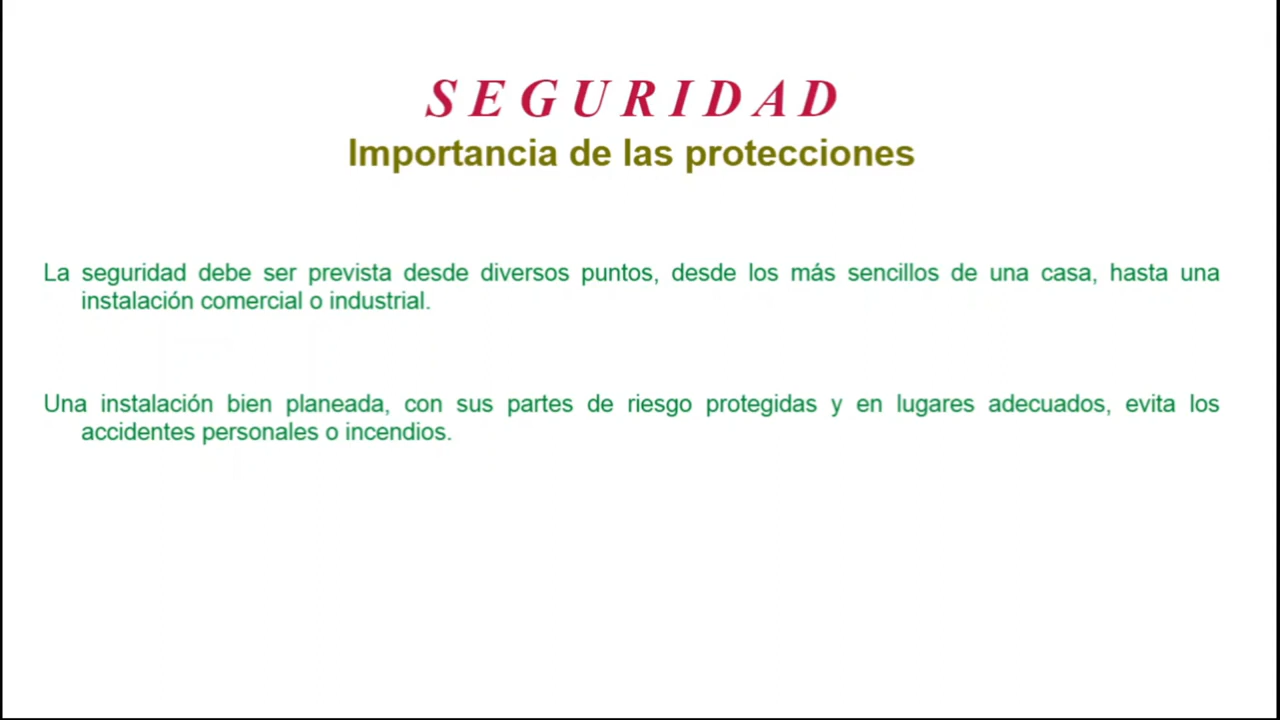 S E G U R I D A D
Importancia de las protecciones
La seguridad debe ser prevista desde diversos puntos, desde los más sencillos de una casa, hasta una
instalación comercial o industrial.
Una instalación bien planeada, con sus partes de riesgo protegidas y en lugares adecuados, evita los
accidentes personales o incendios.